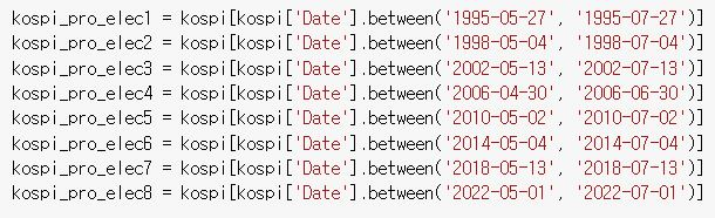 kospi_pro_elec1 = kospi[kospi['Date'].between('1995-05-27', '1995-07-27')]
kospi_pro_elec2 = kospi[kospi['Date'].between('1998-05-04', '1998-07-04')]
kospi_pro_elec3 = kospi[kospi['Date'].between('2002-05-13', '2002-07-13')]
kospi_pro_elec4 = kospi[kospi['Date'].between('2006-04-30', '2006-06-30')]
kospi_pro_elec5 = kospi[kospi['Date'].between('2010-05-02', '2010-07-02')]
kospi_pro_elec6 = kospi[kospi['Date'].between('2014-05-04', '2014-07-04')]
kospi_pro_elec7 = kospi[kospi['Date'].between('2018-05-13', '2018-07-13')]
kospi_pro_elec8 = kospi[kospi['Date'].between('2022-05-01', '2022-07-01')]